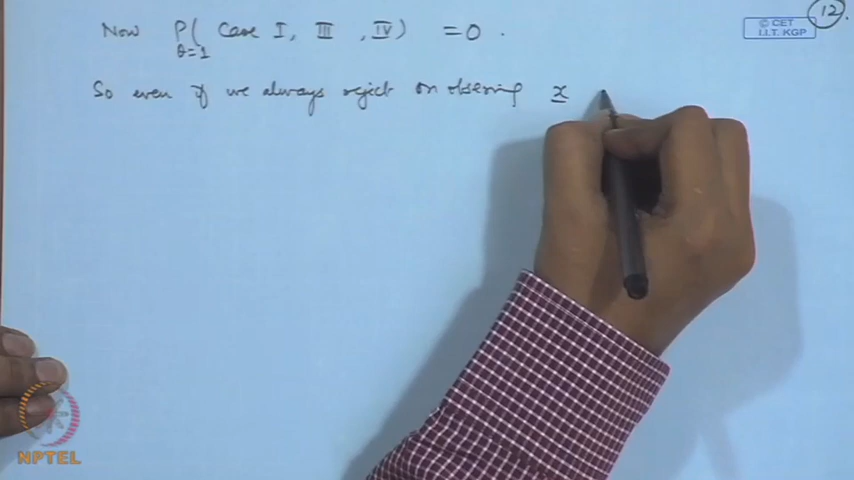 12
© CET
I.I.T. KGP
Now P ( Case I, III , IV ) = 0 .
θ=1
So even if we always reject on observing x
NPTEL